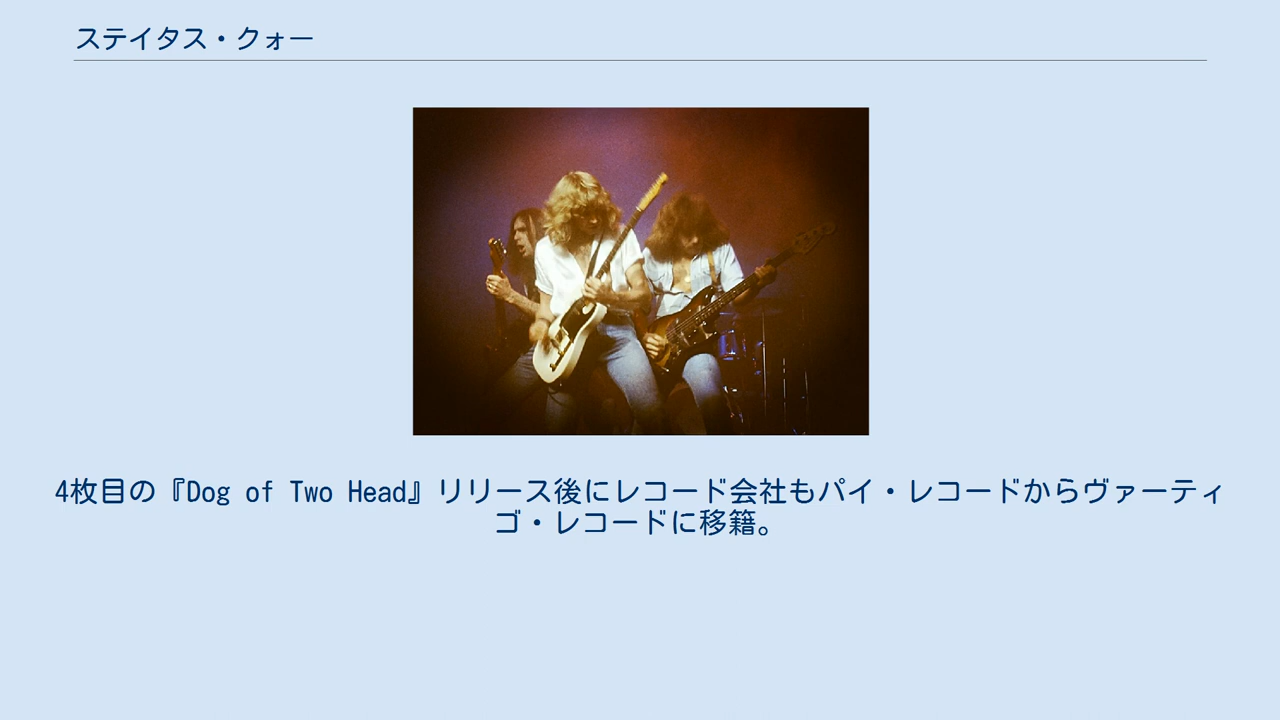 ステイタス・クォー
4枚目の『Dog of Two Head』リリース後にレコード会社もパイ・レコードからヴァーティ
ゴ・レコードに移籍。